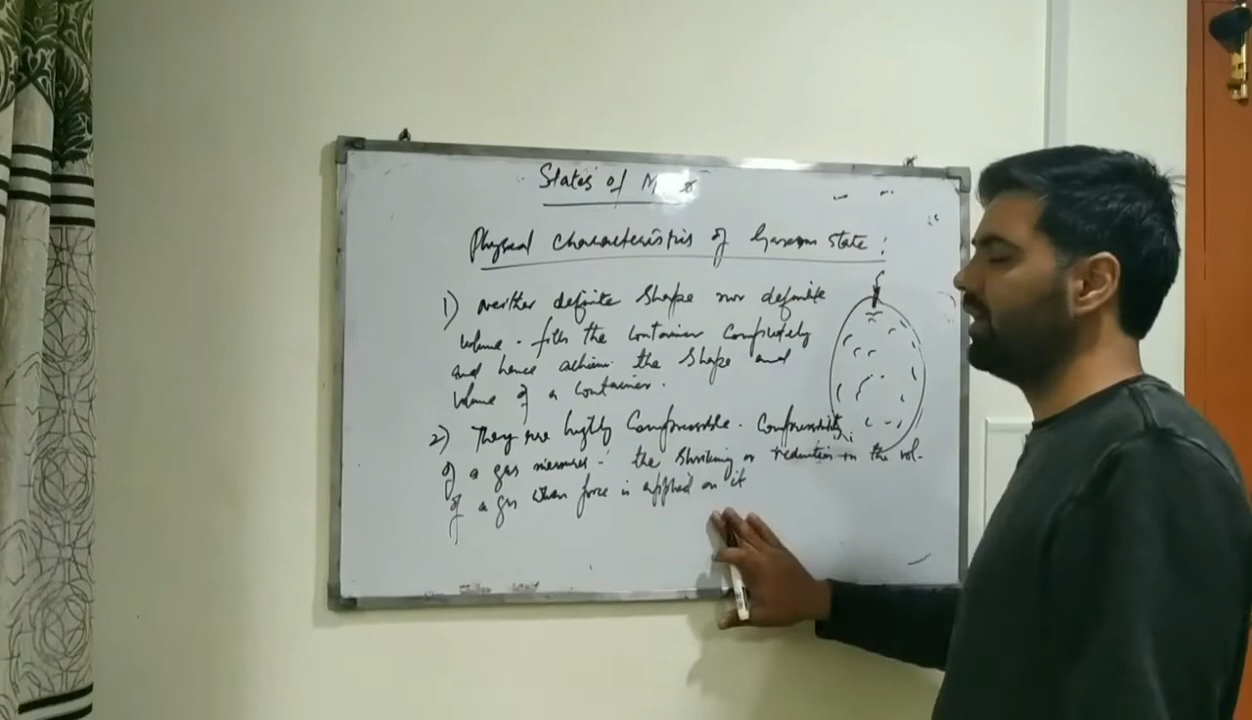 States of
Physical Characteristics of Gaseous State :
1) neither definite shape nor definite
volume . fills the container completely
and hence achieve the shape and
volume of a container.
2) They are highly Compressible . Compressibility
of a gas measures : the shrinking or reduction in the vol-
of a gas when force is applied on it